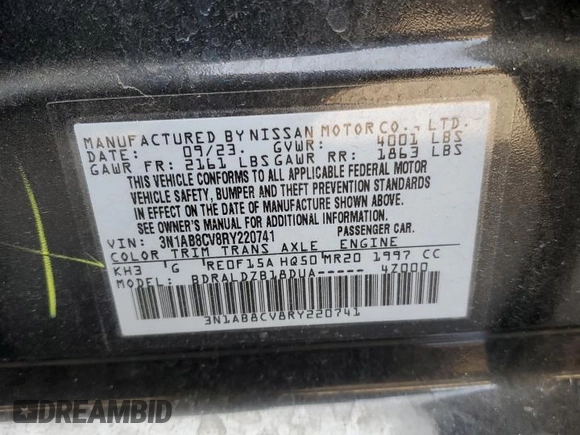 MANUFACTURED BY NISSAN MOTOR CO., LTD.
DATE: 09/23. GVWR: 4001 LBS
GAWR FR: 2161 LBS GAWR RR: 1863 LBS
THIS VEHICLE CONFORMS TO ALL APPLICABLE FEDERAL MOTOR
VEHICLE SAFETY, BUMPER AND THEFT PREVENTION STANDARDS
IN EFFECT ON THE DATE OF MANUFACTURE SHOWN ABOVE.
SEE OWNER'S MANUAL FOR ADDITIONAL INFORMATION.
VIN: 3N1AB8CV8RY220741 PASSENGER CAR.
COLOR TRIM TRANS AXLE ENGINE
KH3 'G RE0F15A HQ50 MR20 1997 CC
MODEL: BDRALDZB18DUA----- 47000
3N1AB8CV8RY220741
DREAMBID